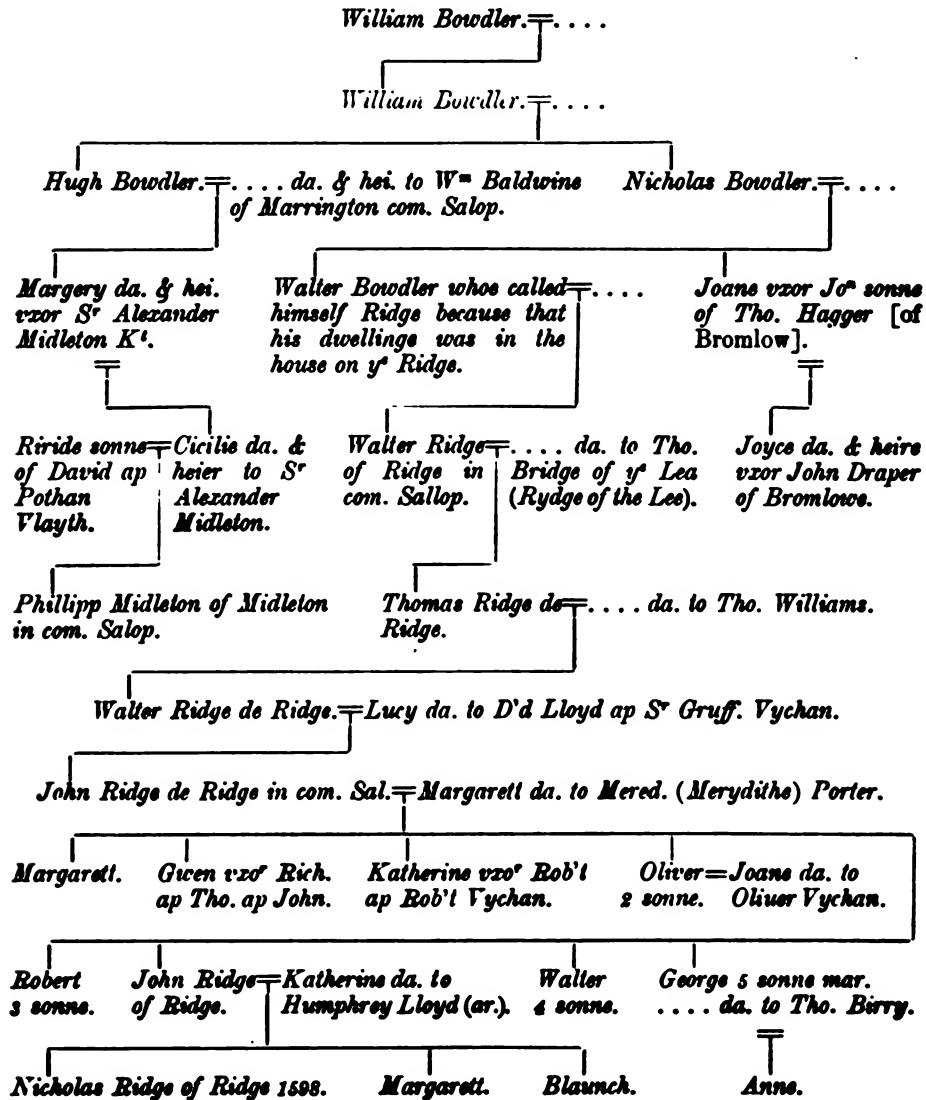 William Bowdler.=. . . .
William Bowdler.=. . . .
Hugh Bowdler.=. . . . da. & hei. to Wm Baldwine
of Marrington com. Salop.
Nicholas Bowdler.=. . . .
Margery da. & hei.
vxor Sr Alexander
Midleton Kt.
Walter Bowdler whoe called=. . . .
himself Ridge because that
his dwellinge was in the
house on ye Ridge.
Joane vxor Jon sonne
of Tho. Hagger [of
Bromlow].
Riride sonne=Cicilie da. &
of David ap heier to Sr
Pothan Alexander
Vlayth. Midleton.
Walter Ridge=. . . . da. to Tho.
of Ridge in Bridge of ye Lea
com. Sallop. (Rydge of the Lee).
Joyce da. & heire
vxor John Draper
of Bromlowe.
Phillipp Midleton of Midleton
in com. Salop.
Thomas Ridge de=. . . . da. to Tho. Williams.
Ridge.
Walter Ridge de Ridge.=Lucy da. to D'd Lloyd ap Sr Gruff. Vychan.
John Ridge de Ridge in com. Sal.=Margarett da. to Mered. (Merydithe) Porter.
Margarett.
Gwen vxor Rich.
ap Tho. ap John.
Katherine vxor Rob't
ap Rob't Vychan.
Oliver=Joane da. to
2 sonne. Oliuer Vychan.
Robert
3 sonne.
John Ridge=Katherine da. to
of Ridge. Humphrey Lloyd (ar.).
Walter
4 sonne.
George 5 sonne mar.
. . . . da. to Tho. Birry.
Nicholas Ridge of Ridge 1598. Margarett. Blaunch. Anne.